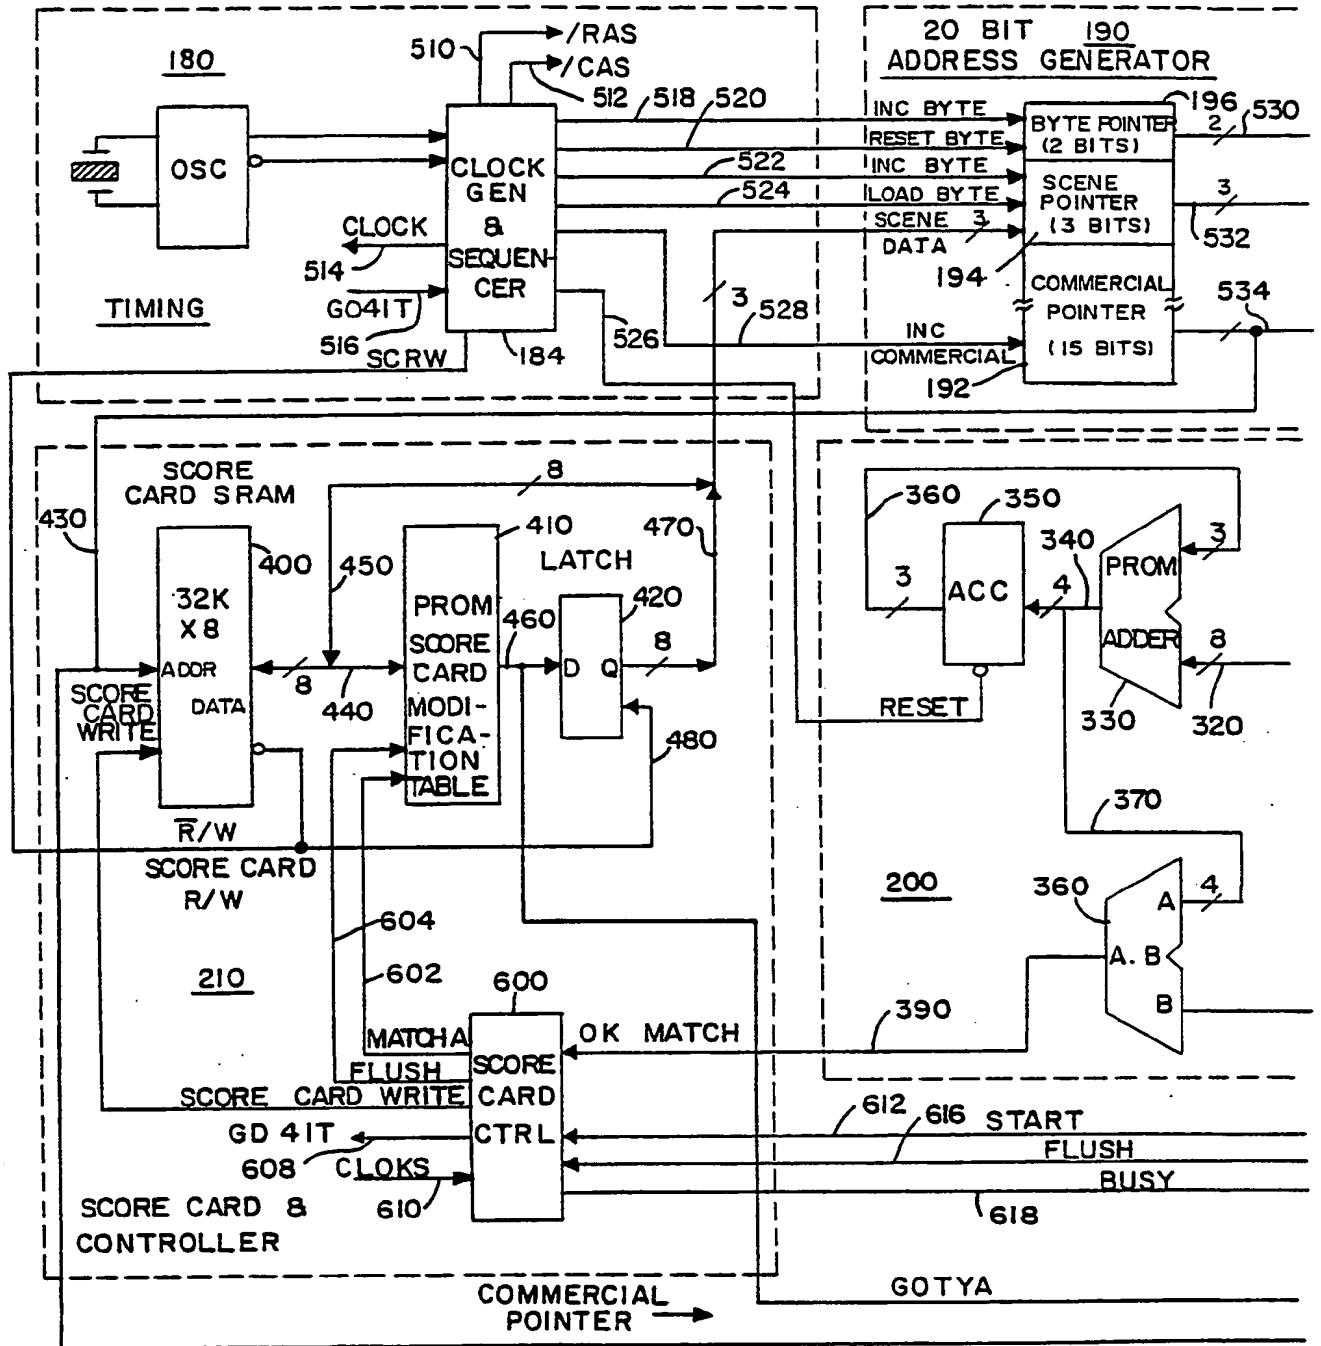 180
510
/RAS
/CAS
512
518
520
522
524
OSC
CLOCK
GEN
&
SEQUEN-
CER
CLOCK
514
GO41T
516
SCRW
184
526
528
3
TIMING
20 BIT 190
ADDRESS GENERATOR
196
INC BYTE
RESET BYTE
INC BYTE
LOAD BYTE
SCENE 3
DATA
194
INC
COMMERCIAL
192
BYTE POINTER
(2 BITS)
SCENE
POINTER
(3 BITS)
COMMERCIAL
POINTER
(15 BITS)
2
530
3
532
534
SCORE
CARD SRAM
430
400
32K
X8
ADDR
DATA
SCORE
CARD
WRITE
R̅/W
SCORE CARD
R/W
8
450
8
440
410
PROM
SCORE
CARD
MODI-
FICA-
TION
TABLE
LATCH
460
420
D Q
8
470
480
604
602
210
600
MATCHA
FLUSH
SCORE CARD WRITE
GD 41T
608
CLOKS
610
SCORE
CARD
CTRL
SCORE CARD &
CONTROLLER
360
350
ACC
3
340
4
PROM
ADDER
3
8
330
320
RESET
370
200
360
A
4
A.B
B
OK MATCH
390
612
616
START
FLUSH
BUSY
618
GOTYA
COMMERCIAL
POINTER